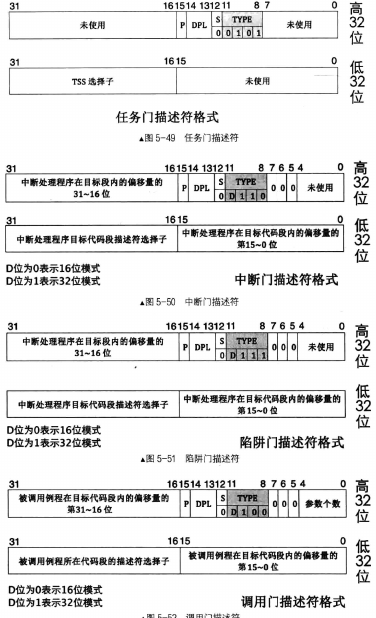 31 16 15 14 13 12 11 8 7 0 高32位
未使用 P DPL S TYPE 未使用
0 0 1 0 1
31 16 15 0 低32位
TSS 选择子 未使用
任务门描述符格式
▲图 5-49 任务门描述符
31 16 15 14 13 12 11 8 7 6 5 4 0 高32位
中断处理程序在目标段内的偏移量的 P DPL S TYPE 0 0 0 未使用
31~16 位 0 D 1 1 0
31 16 15 0 低32位
中断处理程序目标代码段描述符选择子 中断处理程序在目标代码段内的偏移量的
第15~0 位
D位为0表示16位模式
D位为1表示32位模式 中断门描述符格式
▲图 5-50 中断门描述符
31 16 15 14 13 12 11 8 7 6 5 4 0 高32位
中断处理程序在目标段内的偏移量的 P DPL S TYPE 0 0 0 未使用
31~16 位 0 D 1 1 1
低32位
中断处理程序目标代码段描述符选择子 中断处理程序在目标代码段内的偏移量的
第15~0 位
D位为0表示16位模式
D位为1表示32位模式 陷阱门描述符格式
▲图 5-51 陷阱门描述符
31 16 15 14 13 12 11 8 7 6 5 4 0 高32位
被调用例程在目标代码段内的偏移量的 P DPL S TYPE 0 0 0 参数个数
第31~16 位 0 D 1 0 0
31 16 15 0 低32位
被调用例程所在代码段的描述符选择子 被调用例程在目标代码段内的偏移量的
第15~0 位
D位为0表示16位模式
D位为1表示32位模式 调用门描述符格式
▲图 5-52 调用门描述符